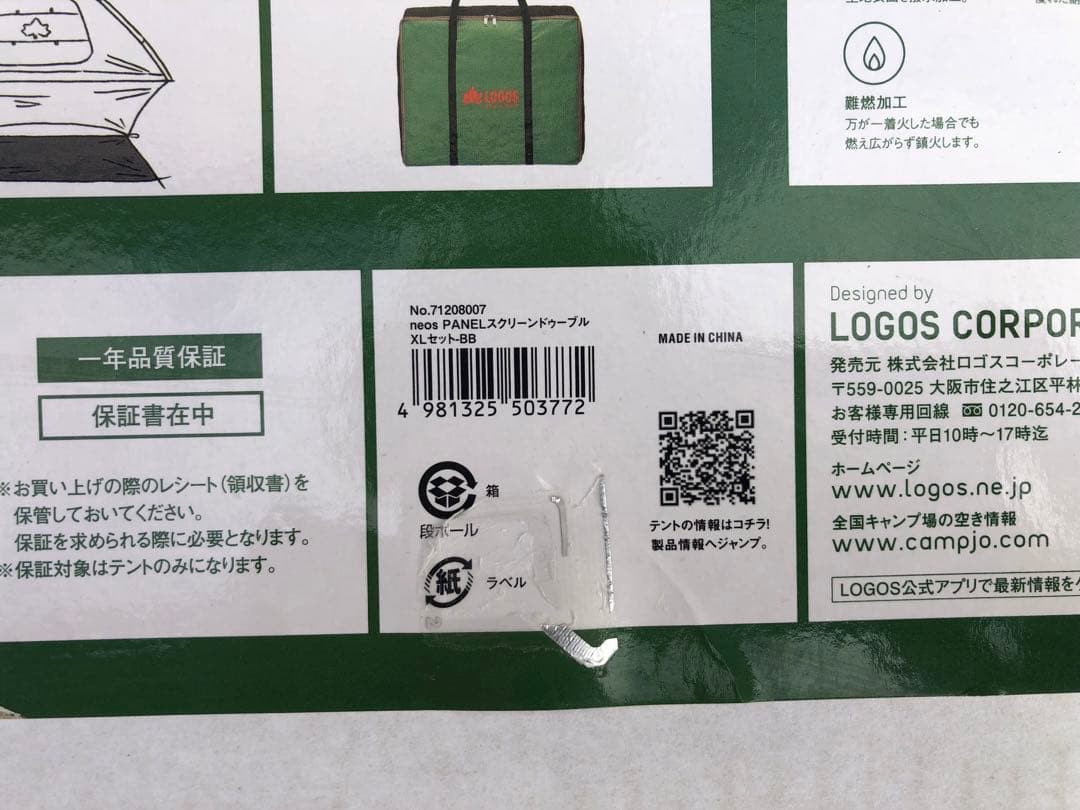 LOGOS
難燃加工
万が一着火した場合でも
燃え広がらず鎮火します。
一年品質保証
保証書在中
※お買い上げの際のレシート(領収書)を
保管しておいてください。
保証を求められる際に必要となります。
※保証対象はテントのみになります。
No.71208007
neos PANELスクリーンドゥーブル
XLセット-BB
4 981325 503772
MADE IN CHINA
箱
段ボール
紙
ラベル
テントの情報はコチラ!
製品情報へジャンプ。
Designed by
LOGOS CORPOR
発売元 株式会社ロゴスコーポレー
〒559-0025 大阪市住之江区平林
お客様専用回線 0120-654-2
受付時間:平日10時〜17時迄
ホームページ
www.logos.ne.jp
全国キャンプ場の空き情報
www.campjo.com
LOGOS公式アプリで最新情報を